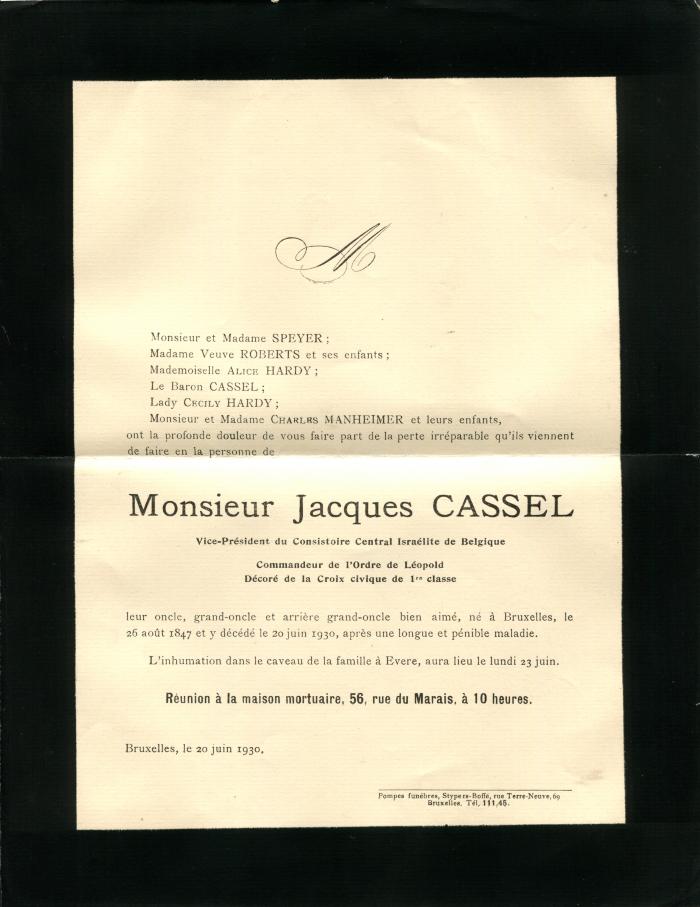 M
Monsieur et Madame SPEYER ;
Madame Veuve ROBERTS et ses enfants ;
Mademoiselle ALICE HARDY ;
Le Baron CASSEL ;
Lady CECILY HARDY ;
Monsieur et Madame CHARLES MANHEIMER et leurs enfants,
ont la profonde douleur de vous faire part de la perte irréparable qu'ils viennent
de faire en la personne de
Monsieur Jacques CASSEL
Vice-Président du Consistoire Central Israélite de Belgique
Commandeur de l'Ordre de Léopold
Décoré de la Croix civique de 1re classe
leur oncle, grand-oncle et arrière grand-oncle bien aimé, né à Bruxelles, le
26 août 1847 et y décédé le 20 juin 1930, après une longue et pénible maladie.
L'inhumation dans le caveau de la famille à Evere, aura lieu le lundi 23 juin.
Réunion à la maison mortuaire, 56, rue du Marais, à 10 heures.
Bruxelles, le 20 juin 1930.
Pompes funèbres, Stypers-Boffé, rue Terre-Neuve, 69
Bruxelles. Tél. 111,45.